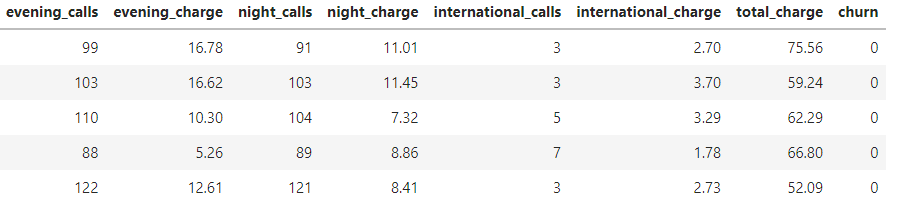 evening_calls evening_charge night_calls night_charge international_calls international_charge total_charge churn
99 16.78 91 11.01 3 2.70 75.56 0
103 16.62 103 11.45 3 3.70 59.24 0
110 10.30 104 7.32 5 3.29 62.29 0
88 5.26 89 8.86 7 1.78 66.80 0
122 12.61 121 8.41 3 2.73 52.09 0